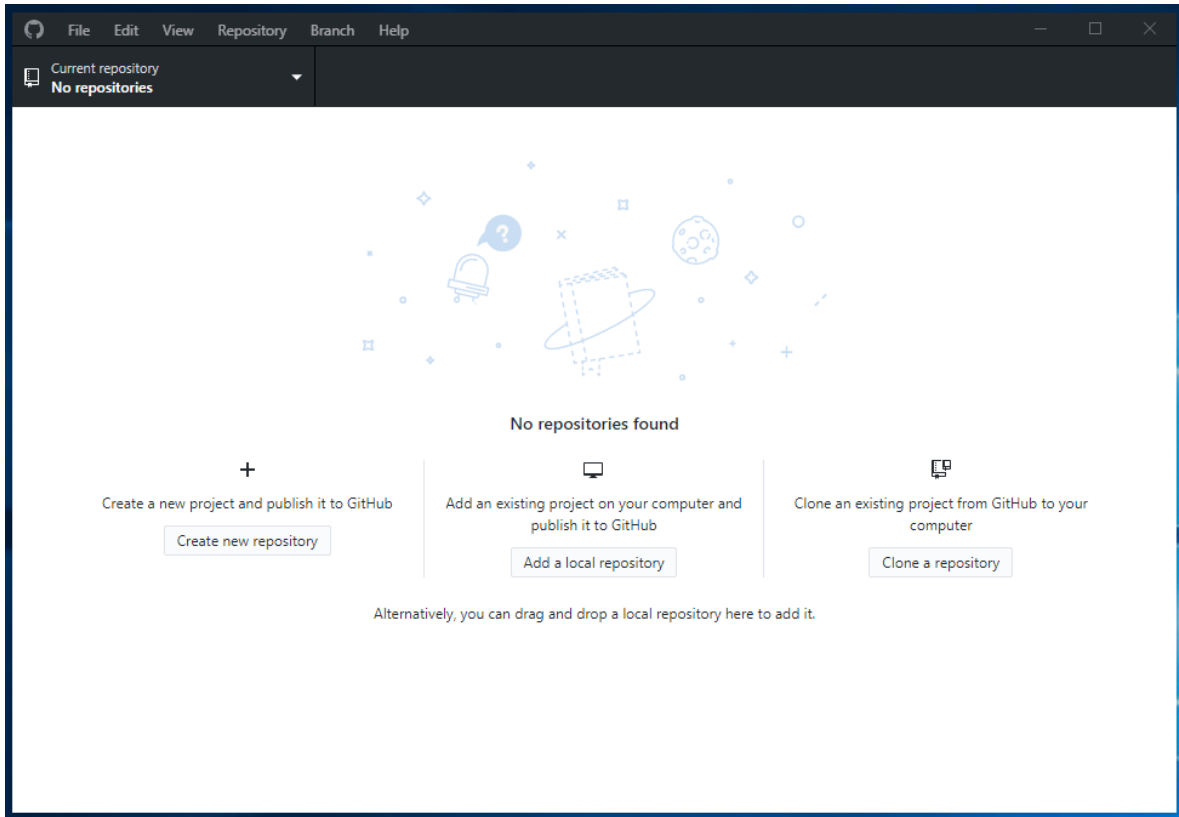 File Edit View Repository Branch Help
Current repository
No repositories
?
No repositories found
Create a new project and publish it to GitHub
Create new repository
Add an existing project on your computer and
publish it to GitHub
Add a local repository
Clone an existing project from GitHub to your
computer
Clone a repository
Alternatively, you can drag and drop a local repository here to add it.